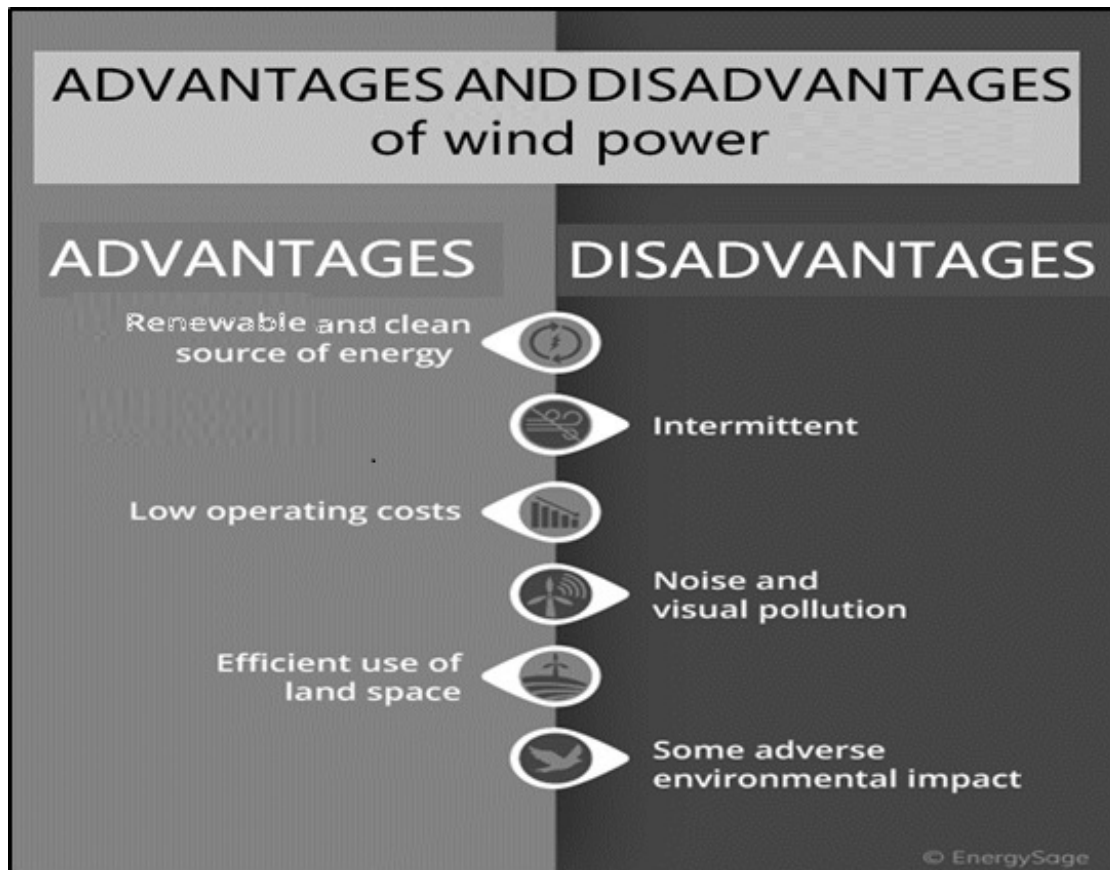 ADVANTAGES AND DISADVANTAGES
of wind power
ADVANTAGES
DISADVANTAGES
Renewable and clean
source of energy
Intermittent
Low operating costs
Noise and
visual pollution
Efficient use of
land space
Some adverse
environmental impact
© EnergySage